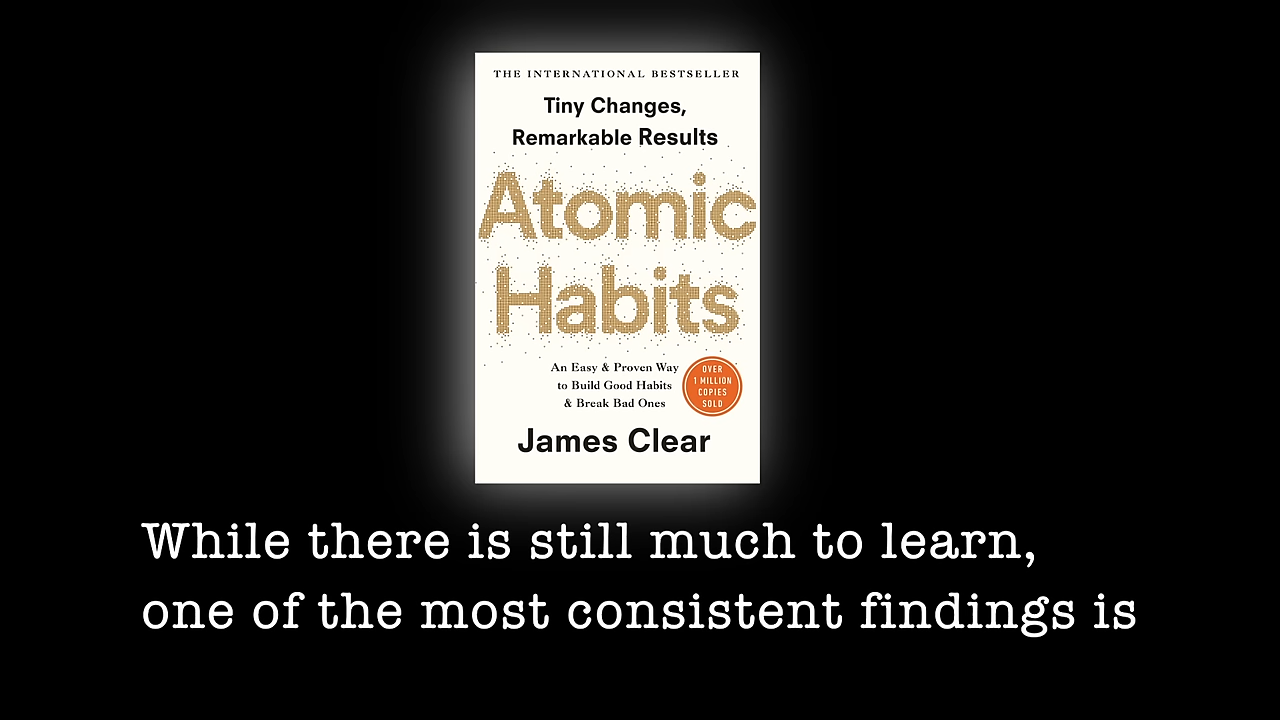 THE INTERNATIONAL BESTSELLER
Tiny Changes,
Remarkable Results
Atomic
Habits
An Easy & Proven Way
to Build Good Habits
& Break Bad Ones
OVER
1 MILLION
COPIES
SOLD
James Clear
While there is still much to learn,
one of the most consistent findings is